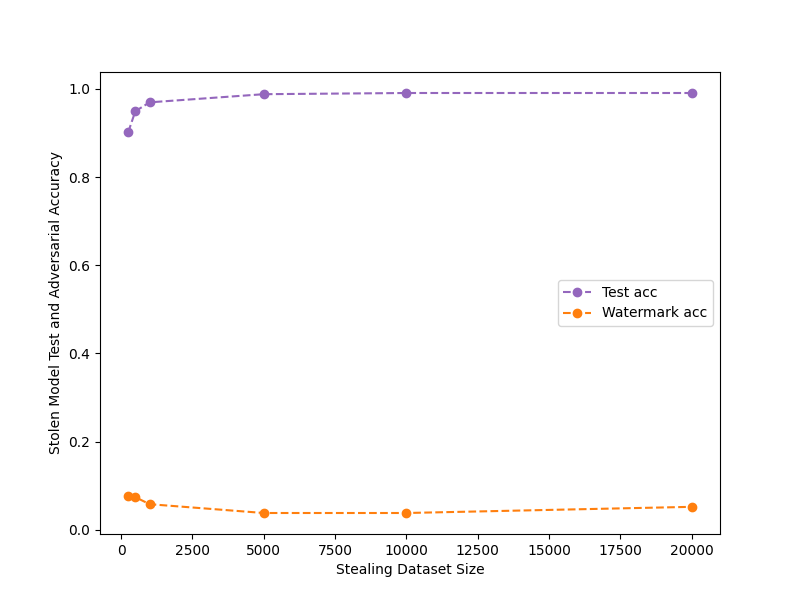 1.0
0.8
0.6
0.4
0.2
0.0
Stolen Model Test and Adversarial Accuracy
Test acc
Watermark acc
0 2500 5000 7500 10000 12500 15000 17500 20000
Stealing Dataset Size